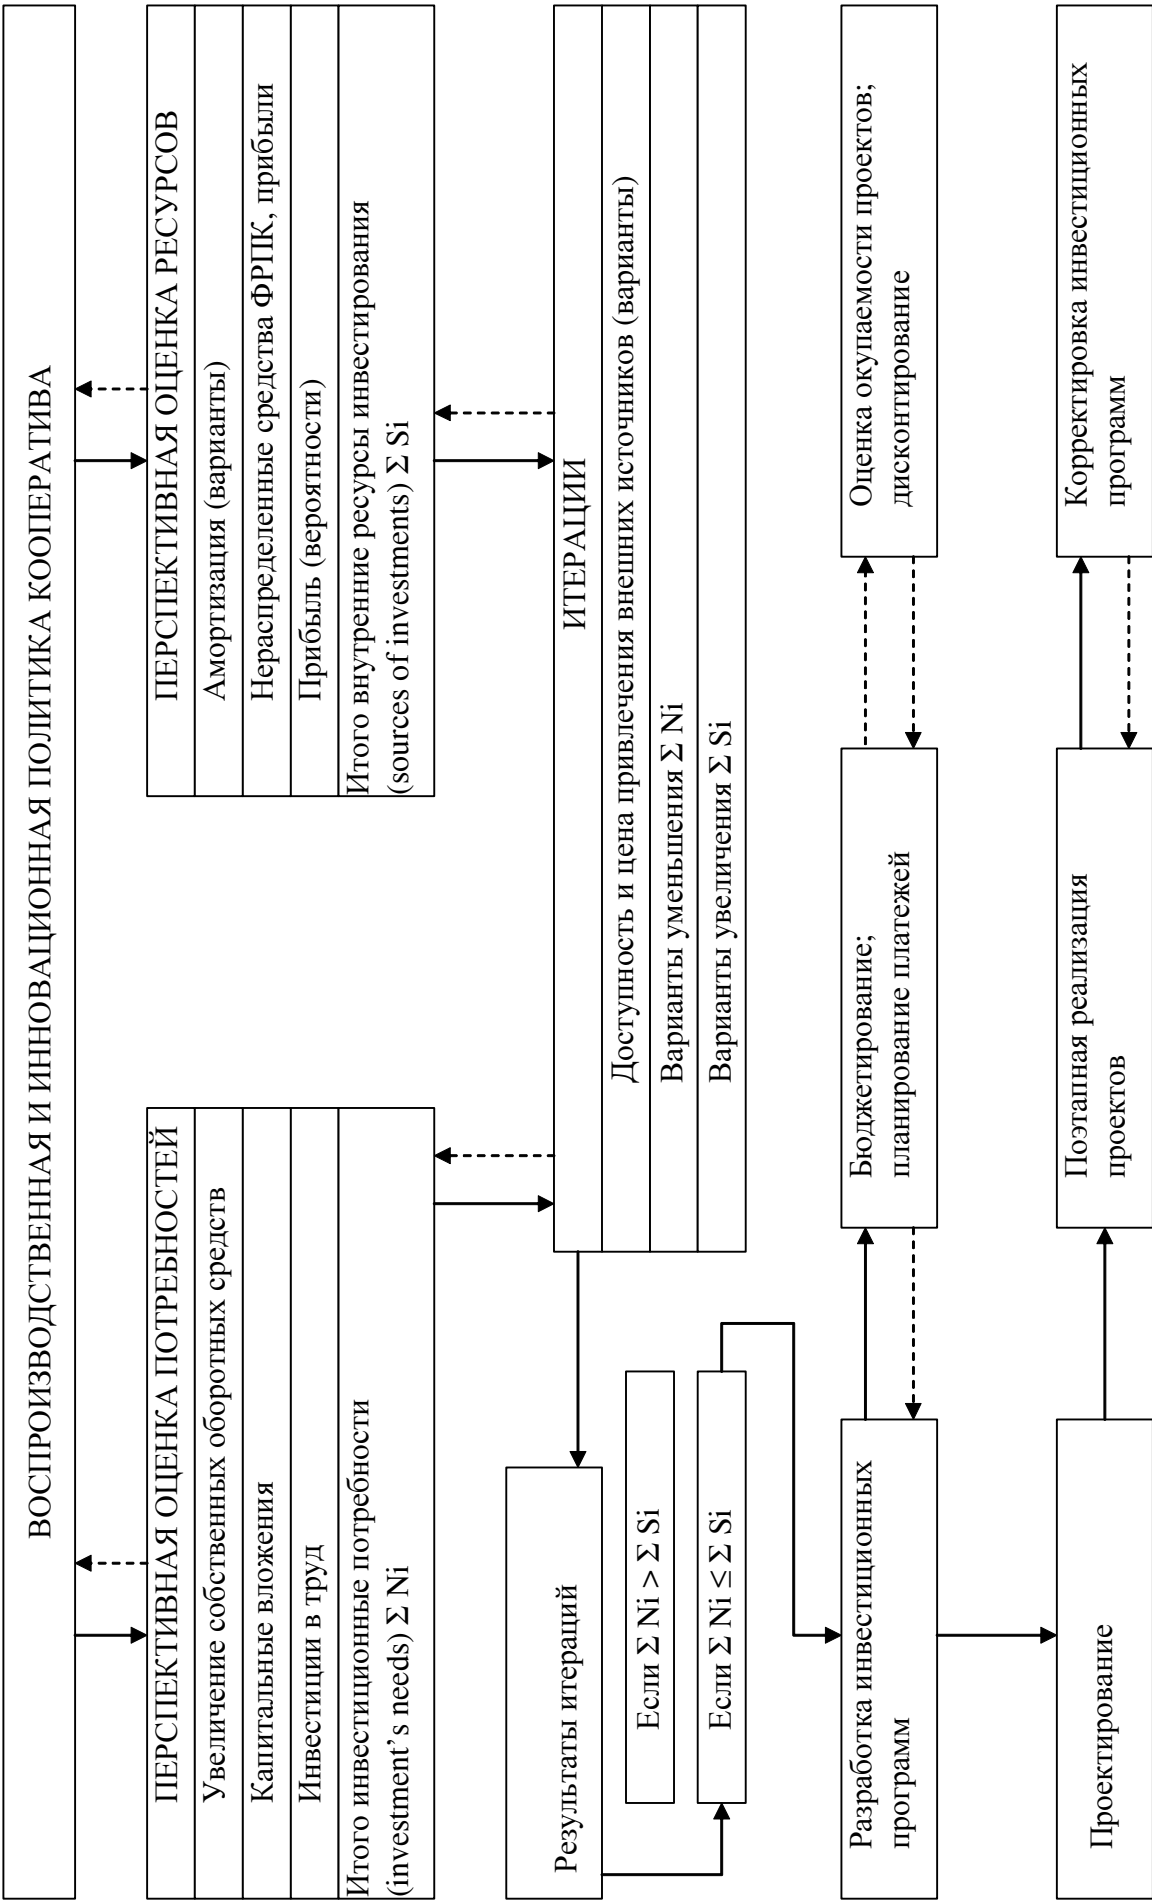 ВОСПРОИЗВОДСТВЕННАЯ И ИННОВАЦИОННАЯ ПОЛИТИКА КООПЕРАТИВА
ПЕРСПЕКТИВНАЯ ОЦЕНКА ПОТРЕБНОСТЕЙ
Увеличение собственных оборотных средств
Капитальные вложения
Инвестиции в труд
Итого инвестиционные потребности
(investment’s needs) Σ Ni
ПЕРСПЕКТИВНАЯ ОЦЕНКА РЕСУРСОВ
Амортизация (варианты)
Нераспределенные средства ФРПК, прибыли
Прибыль (вероятности)
Итого внутренние ресурсы инвестирования
(sources of investments) Σ Si
ИТЕРАЦИИ
Доступность и цена привлечения внешних источников (варианты)
Варианты уменьшения Σ Ni
Варианты увеличения Σ Si
Результаты итераций
Если Σ Ni > Σ Si
Если Σ Ni ≤ Σ Si
Разработка инвестиционных
программ
Бюджетирование;
планирование платежей
Оценка окупаемости проектов;
дисконтирование
Проектирование
Поэтапная реализация
проектов
Корректировка инвестиционных
программ